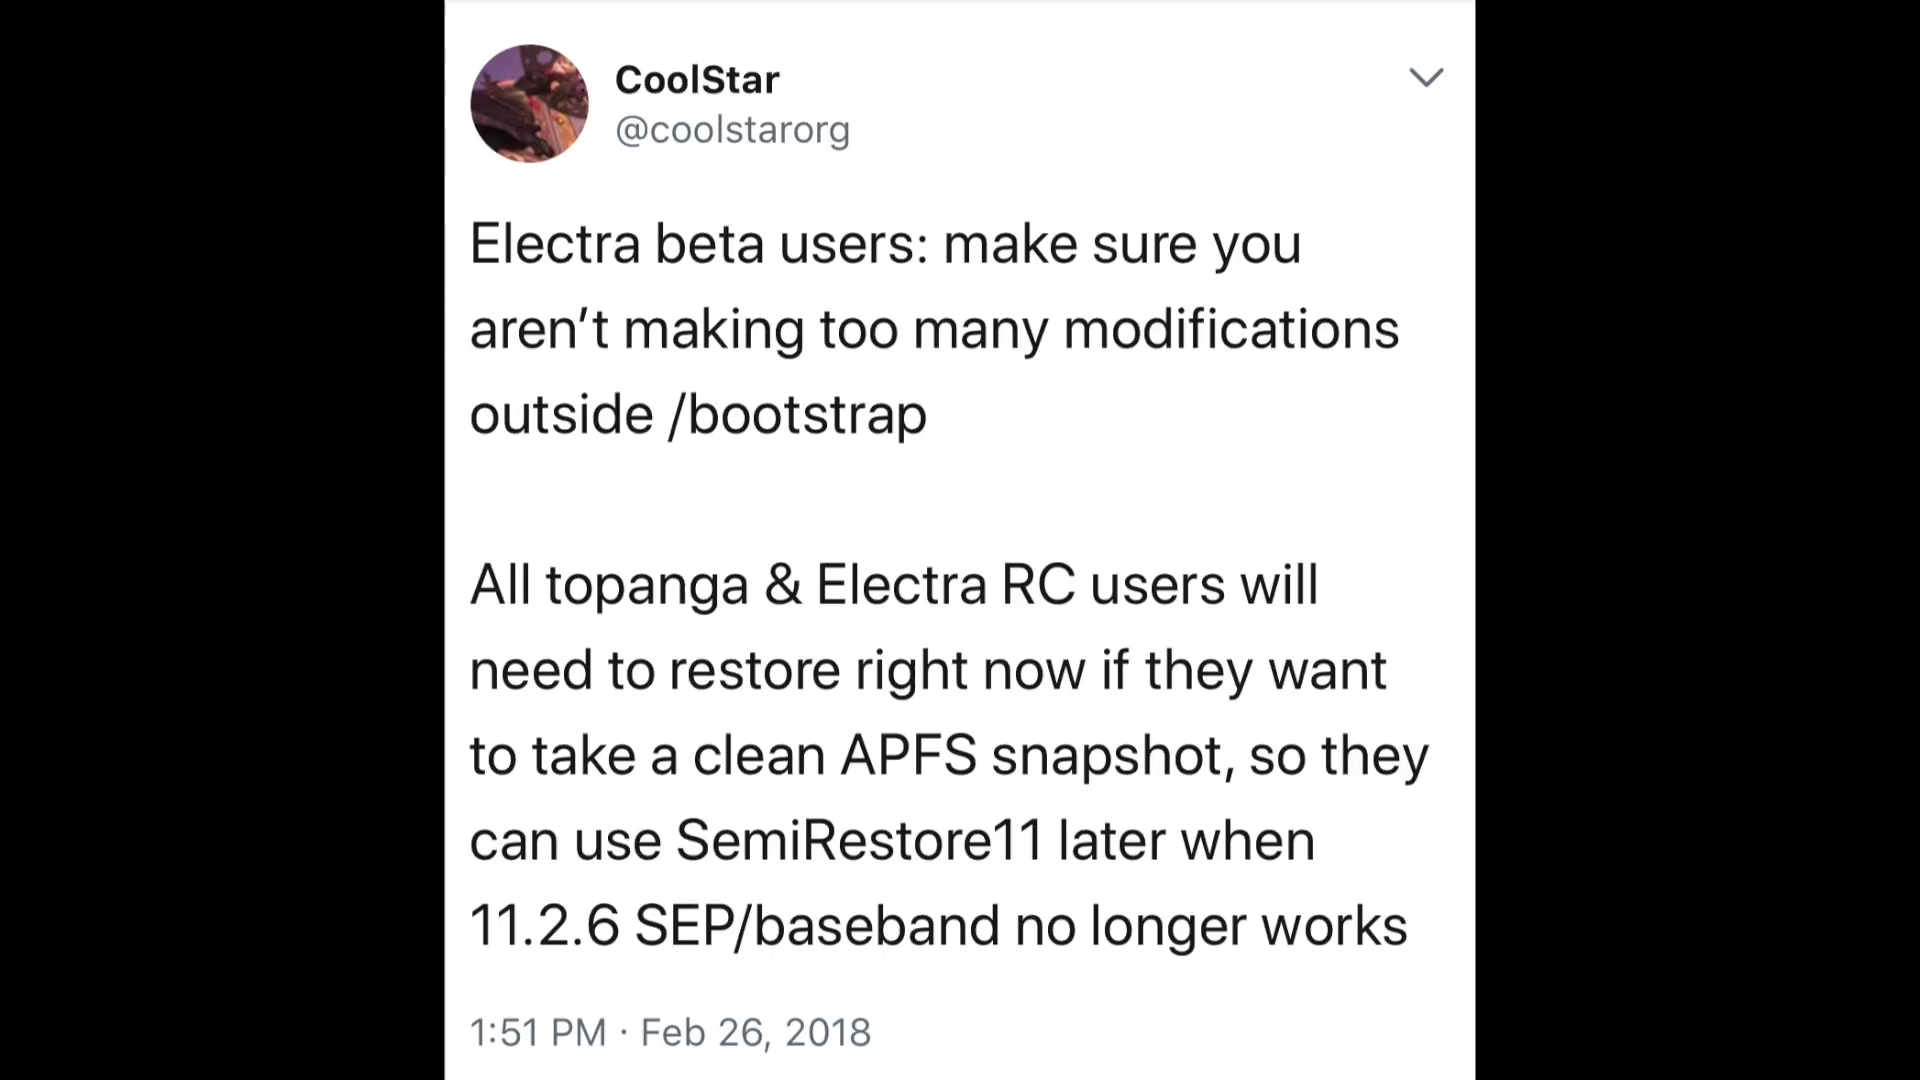 CoolStar
@coolstarorg
Electra beta users: make sure you
aren’t making too many modifications
outside /bootstrap
All topanga & Electra RC users will
need to restore right now if they want
to take a clean APFS snapshot, so they
can use SemiRestore11 later when
11.2.6 SEP/baseband no longer works
1:51 PM · Feb 26, 2018